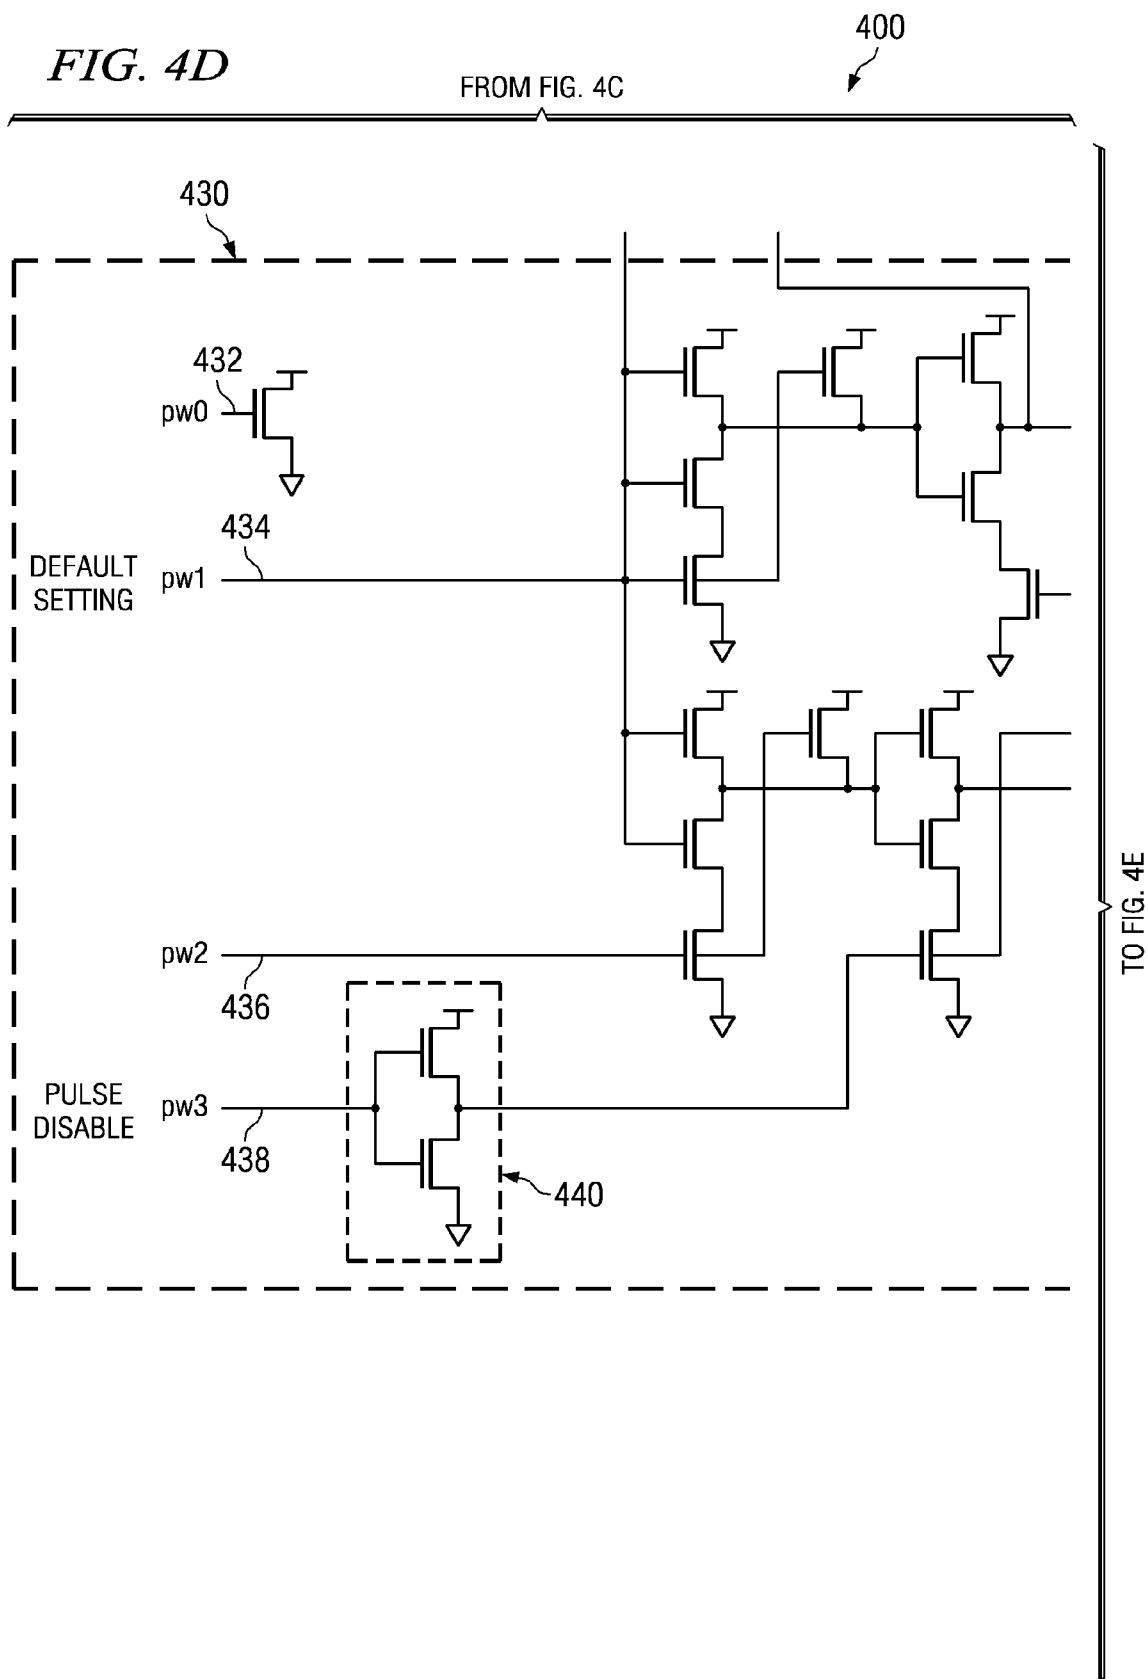 FIG. 4D
400
FROM FIG. 4C
430
432
pw0
434
DEFAULT
SETTING
pw1
pw2
436
PULSE
DISABLE
pw3
438
440
TO FIG. 4E